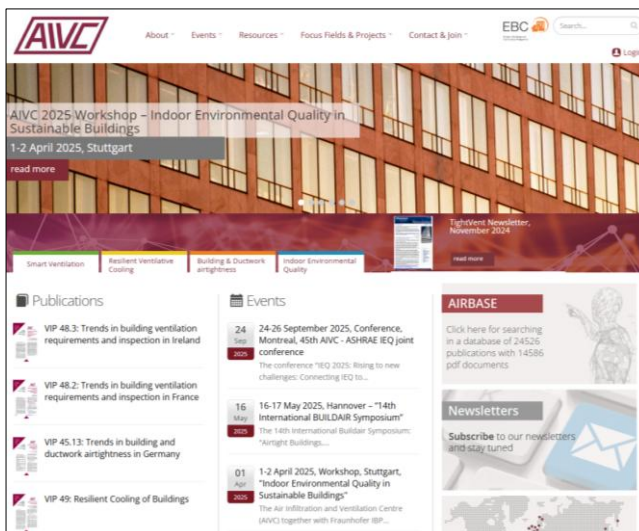 AIVC
About
Events
Resources
Focus Fields & Projects
Contact & Join
EBC
Search...
Login
AIVC 2025 Workshop – Indoor Environmental Quality in
Sustainable Buildings
1-2 April 2025, Stuttgart
read more
TightVent Newsletter,
November 2024
read more
Smart Ventilation
Resilient Ventilative
Cooling
Building & Ductwork
airtightness
Indoor Environmental
Quality
Publications
VIP 48.3: Trends in building ventilation
requirements and inspection in Ireland
VIP 48.2: Trends in building ventilation
requirements and inspection in France
VIP 45.13: Trends in building and
ductwork airtightness in Germany
VIP 49: Resilient Cooling of Buildings
Events
24
Sep
2025
24-26 September 2025, Conference,
Montreal, 45th AIVC - ASHRAE IEQ joint
conference
The conference "IEQ 2025: Rising to new
challenges: Connecting IEQ to...
16
May
2025
16-17 May 2025, Hannover – "14th
International BUILDAIR Symposium"
The 14th International Buildair Symposium:
"Airtight Buildings,...
01
Apr
2025
1-2 April 2025, Workshop, Stuttgart,
"Indoor Environmental Quality in
Sustainable Buildings"
The Air Infiltration and Ventilation Centre
(AIVC) together with Fraunhofer IBP...
AIRBASE
Click here for searching
in a database of 24526
publications with 14586
pdf documents
Newsletters
Subscribe to our newsletters
and stay tuned